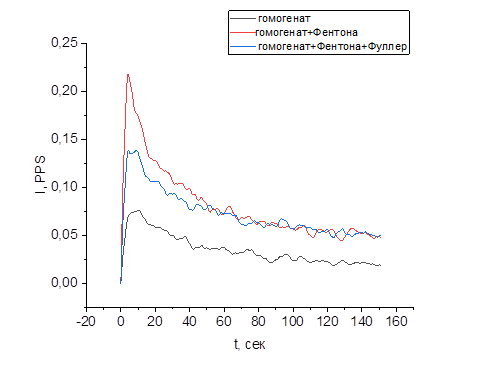 гомогенат
гомогенат+Фентона
гомогенат+Фентона+Фуллер
0,25
0,20
0,15
0,10
0,05
0,00
I, PPS
-20 0 20 40 60 80 100 120 140 160
t, сек